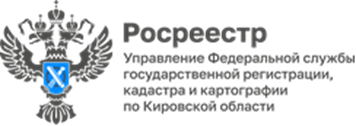 Росреестр
Управление Федеральной службы
государственной регистрации,
кадастра и картографии
по Кировской области